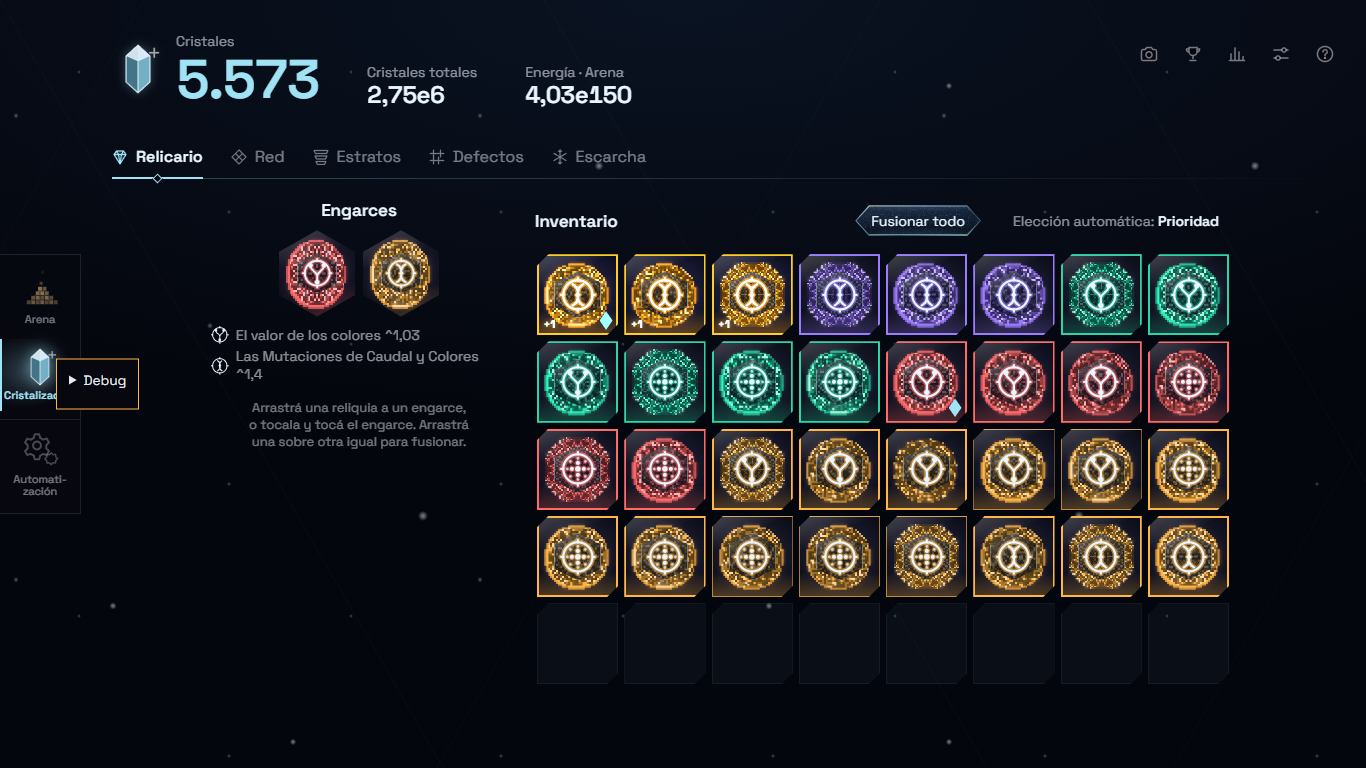 Cristales
5.573
Cristales totales
2,75e6
Energía · Arena
4,03e150
Relicario
Red
Estratos
Defectos
Escarcha
Engarces
El valor de los colores ^1,03
Las Mutaciones de Caudal y Colores
^1,4
Arrastrá una reliquia a un engarce,
o tocala y tocá el engarce. Arrastrá
una sobre otra igual para fusionar.
Inventario
Fusionar todo
Elección automática: Prioridad
+1
+1
+1
Arena
Cristalizac
Debug
Automati-
zación